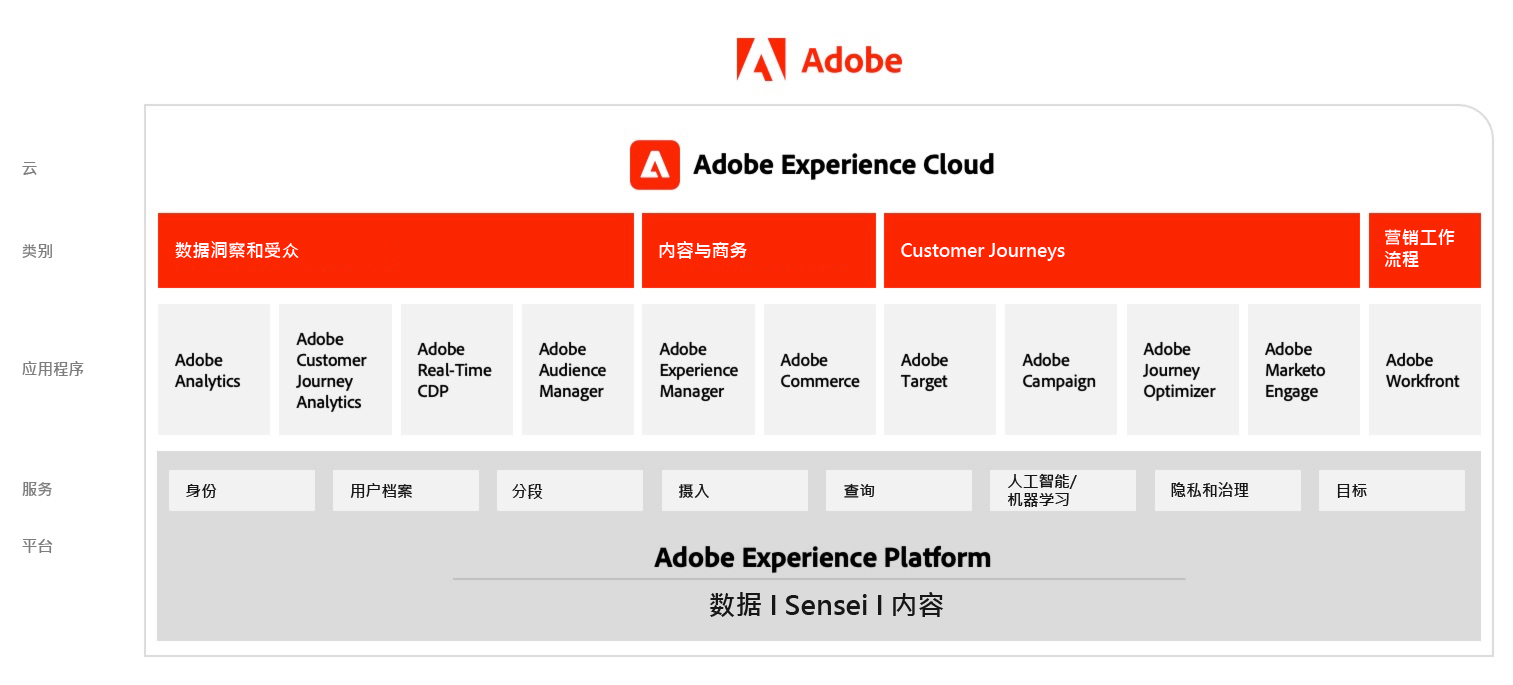 Adobe
云
Adobe Experience Cloud
类别
数据洞察和受众
内容与商务
Customer Journeys
营销工作
流程
应用程序
Adobe
Analytics
Adobe
Customer
Journey
Analytics
Adobe
Real-Time
CDP
Adobe
Audience
Manager
Adobe
Experience
Manager
Adobe
Commerce
Adobe
Target
Adobe
Campaign
Adobe
Journey
Optimizer
Adobe
Marketo
Engage
Adobe
Workfront
服务
身份
用户档案
分段
摄入
查询
人工智能/
机器学习
隐私和治理
目标
平台
Adobe Experience Platform
数据 I Sensei I 内容